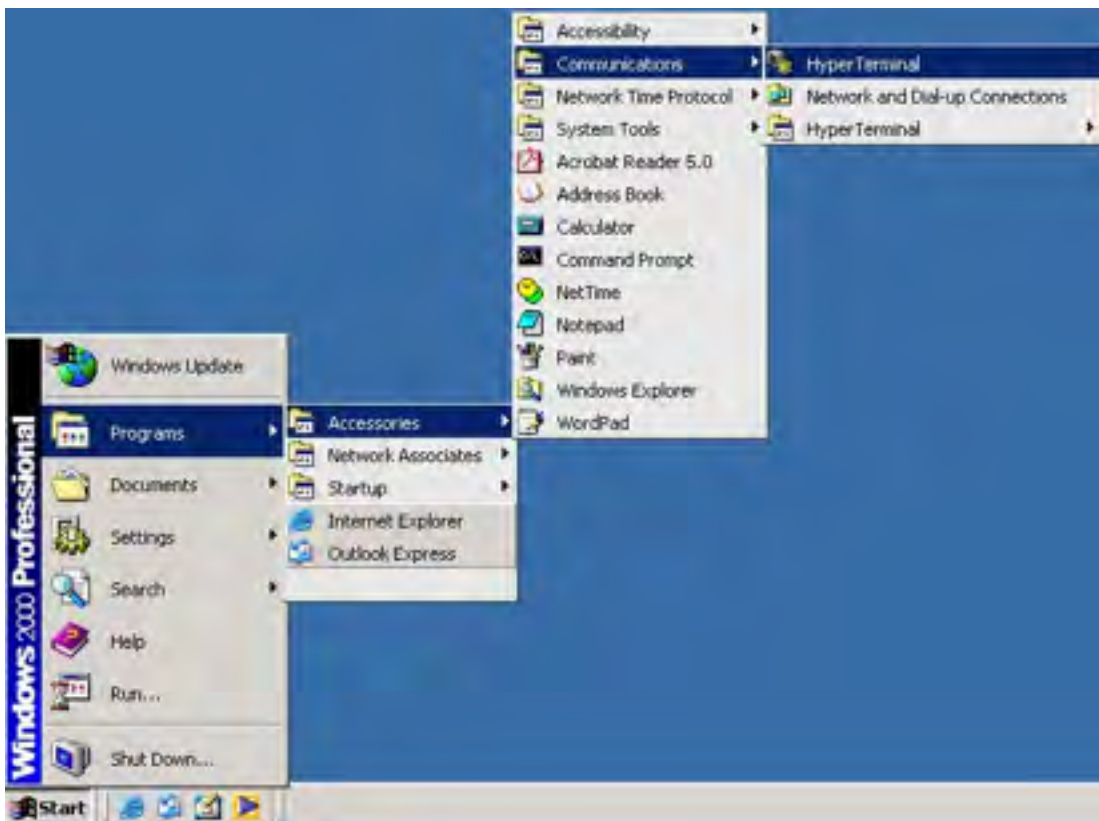 Accessibility
Communications
Network Time Protocol
System Tools
Acrobat Reader 5.0
Address Book
Calculator
Command Prompt
NetTime
Notepad
Paint
Windows Explorer
WordPad
HyperTerminal
Network and Dial-up Connections
HyperTerminal
Windows Update
Programs
Documents
Settings
Search
Help
Run...
Shut Down...
Accessories
Network Associates
Startup
Internet Explorer
Outlook Express
Windows 2000 Professional
Start